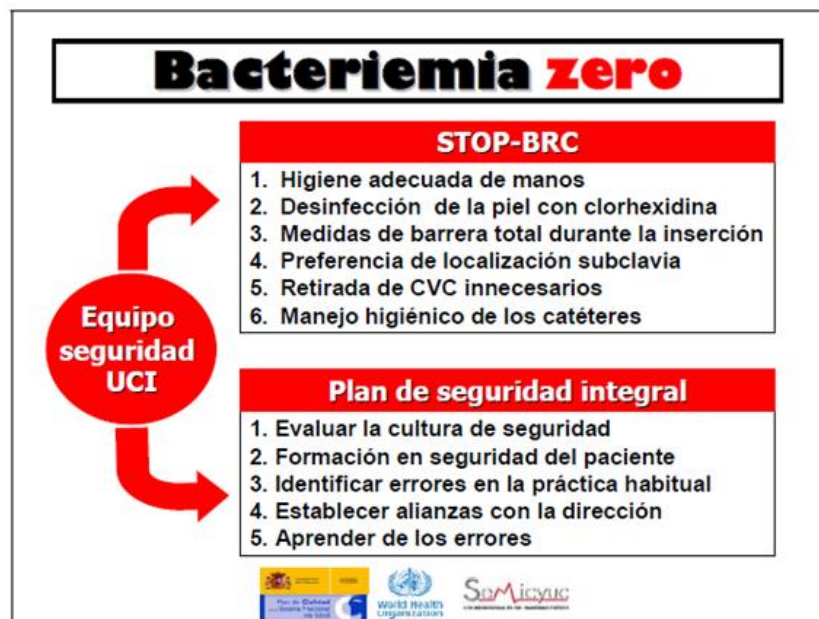 Bacteriemia zero
STOP-BRC
1. Higiene adecuada de manos
2. Desinfección de la piel con clorhexidina
3. Medidas de barrera total durante la inserción
4. Preferencia de localización subclavia
5. Retirada de CVC innecesarios
6. Manejo higiénico de los catéteres
Equipo
seguridad
UCI
Plan de seguridad integral
1. Evaluar la cultura de seguridad
2. Formación en seguridad del paciente
3. Identificar errores en la práctica habitual
4. Establecer alianzas con la dirección
5. Aprender de los errores
Plan de Calidad
World Health
Organization
SeMicyuc